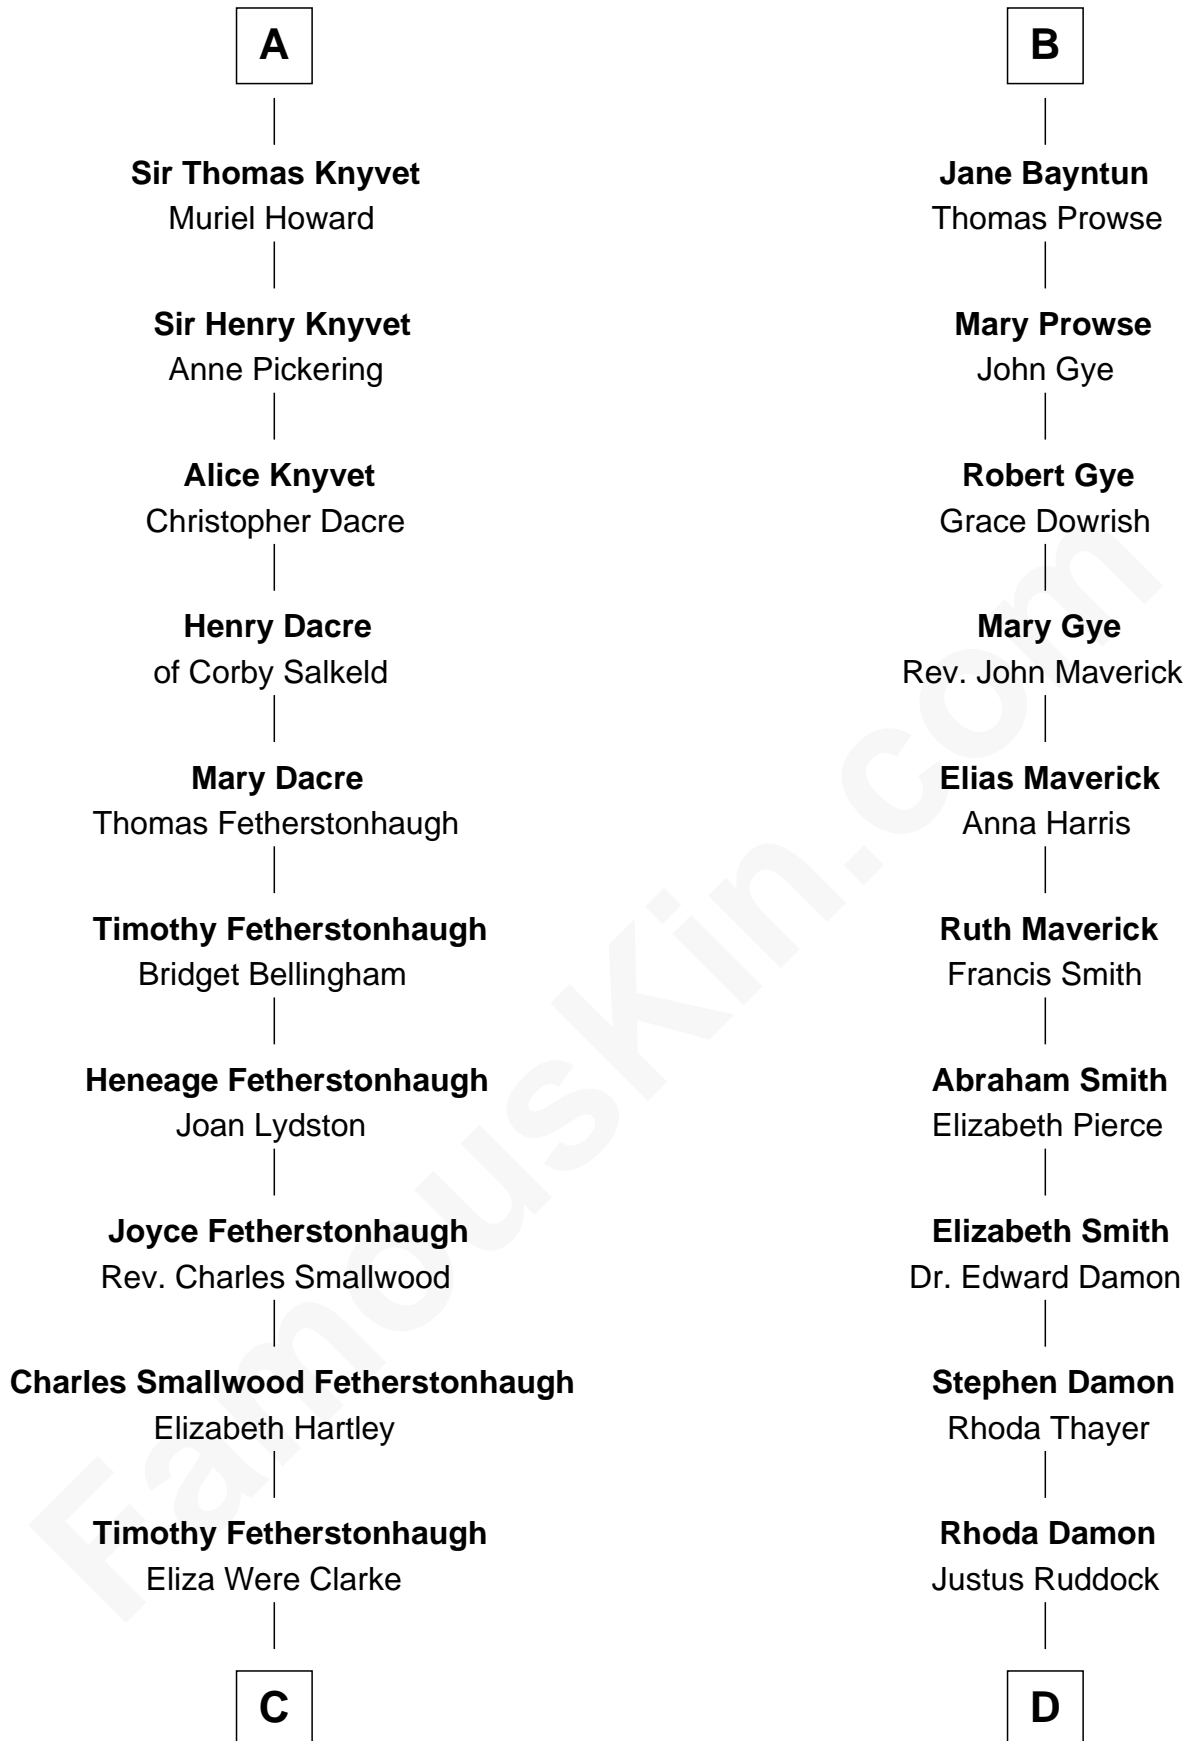 A
Sir Thomas Knyvet
Muriel Howard
Sir Henry Knyvet
Anne Pickering
Alice Knyvet
Christopher Dacre
Henry Dacre
of Corby Salkeld
Mary Dacre
Thomas Fetherstonhaugh
Timothy Fetherstonhaugh
Bridget Bellingham
Heneage Fetherstonhaugh
Joan Lydston
Joyce Fetherstonhaugh
Rev. Charles Smallwood
Charles Smallwood Fetherstonhaugh
Elizabeth Hartley
Timothy Fetherstonhaugh
Eliza Were Clarke
C
B
Jane Bayntun
Thomas Prowse
Mary Prowse
John Gye
Robert Gye
Grace Dowrish
Mary Gye
Rev. John Maverick
Elias Maverick
Anna Harris
Ruth Maverick
Francis Smith
Abraham Smith
Elizabeth Pierce
Elizabeth Smith
Dr. Edward Damon
Stephen Damon
Rhoda Thayer
Rhoda Damon
Justus Ruddock
D
FamousKin.com